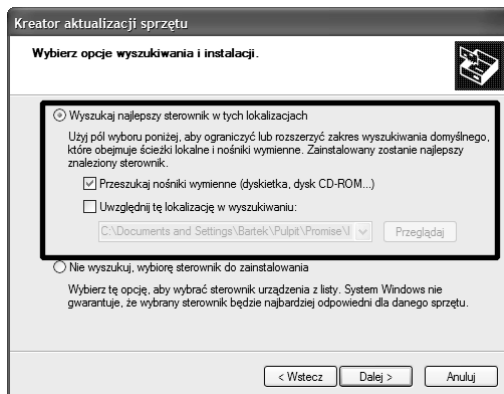 Kreator aktualizacji sprzętu
Wybierz opcje wyszukiwania i instalacji.
Wyszukaj najlepszy sterownik w tych lokalizacjach
Użyj pól wyboru poniżej, aby ograniczyć lub rozszerzyć zakres wyszukiwania domyślnego,
które obejmuje ścieżki lokalne i nośniki wymienne. Zainstalowany zostanie najlepszy
znaleziony sterownik.
Przeszukaj nośniki wymienne (dyskietka, dysk CD-ROM...)
Uwzględnij tę lokalizację w wyszukiwaniu:
C:\Documents and Settings\Bartek\Pulpit\Promise\I
Przeglądaj
Nie wyszukuj, wybiorę sterownik do zainstalowania
Wybierz tę opcję, aby wybrać sterownik urządzenia z listy. System Windows nie
gwarantuje, że wybrany sterownik będzie najbardziej odpowiedni dla danego sprzętu.
< Wstecz Dalej > Anuluj